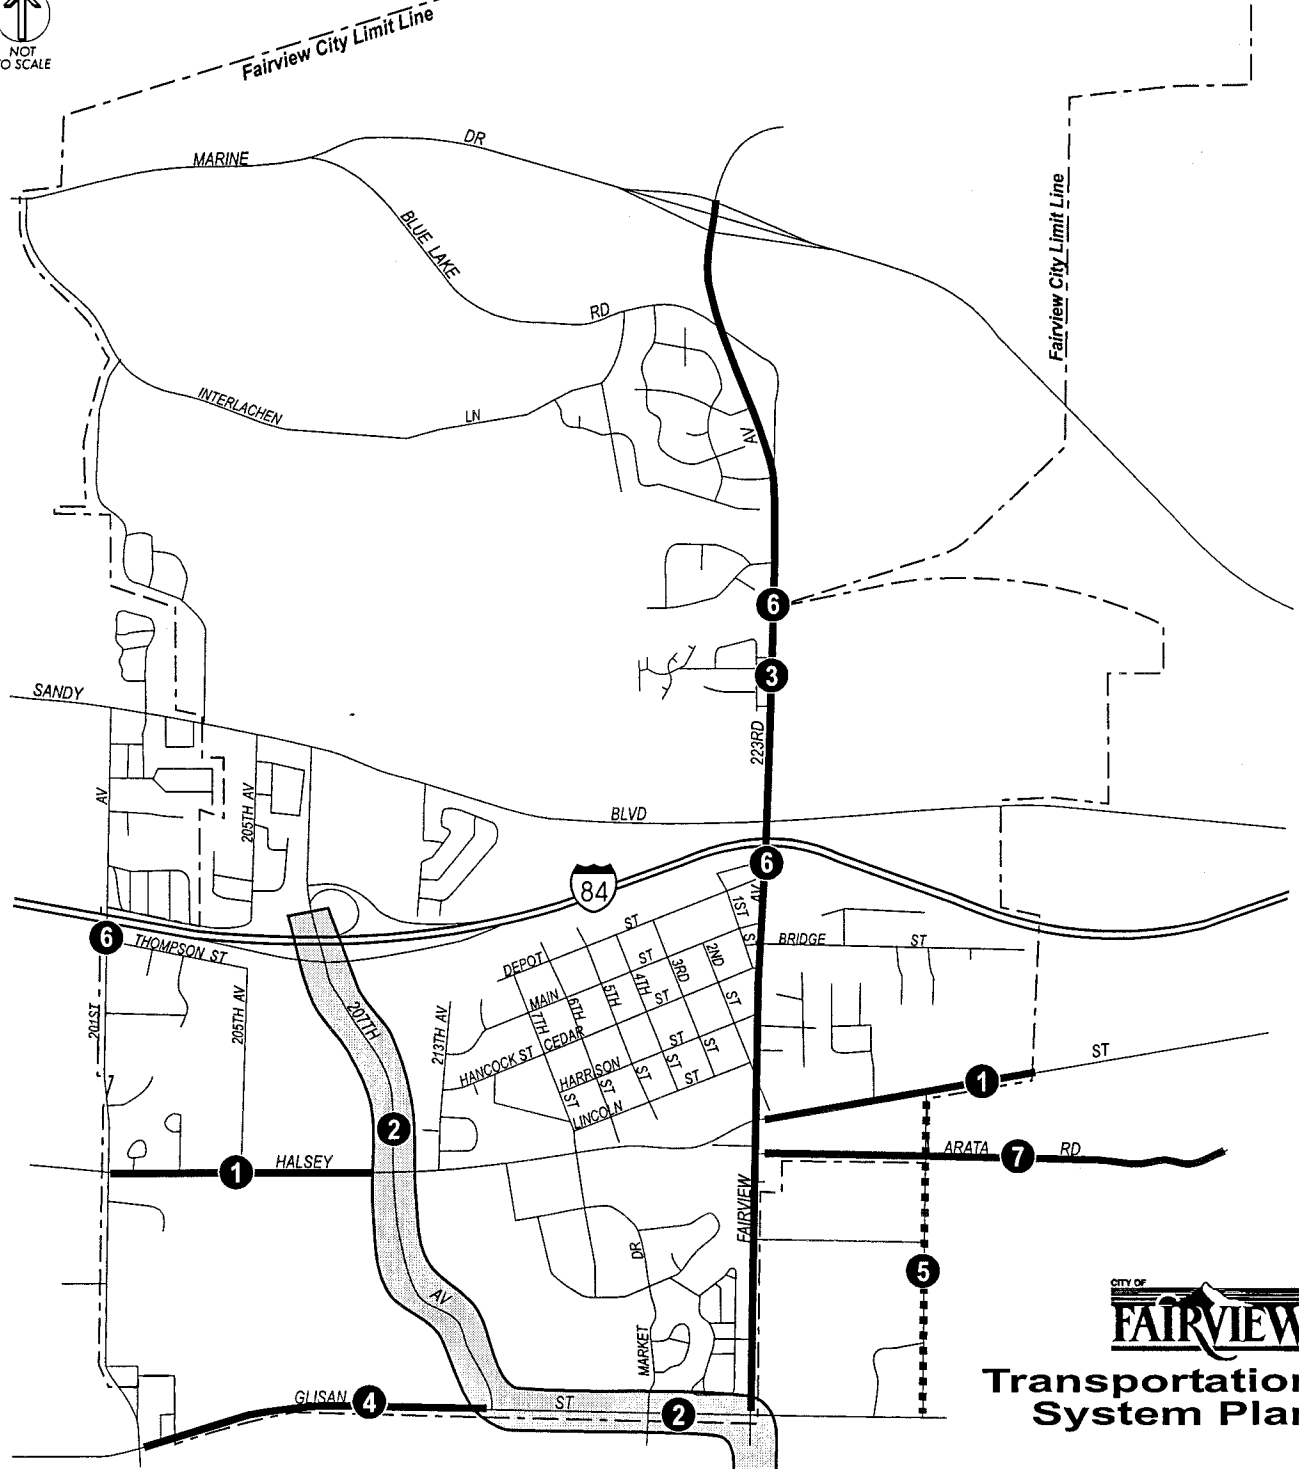 NOT
O SCALE
Fairview City Limit Line
MARINE
DR
BLUE LAKE
RD
Fairview City Limit Line
INTERLACHEN
LN
AV
6
3
SANDY
223RD
AV
205TH AV
BLVD
6
84
AV
1ST
ST
6
THOMPSON ST
DEPOT
ST
2ND
BRIDGE
ST
MAIN
ST
3RD
4TH
5TH
6TH
7TH
ST
ST
201ST
205TH AV
207TH
213TH AV
HANCOCK ST
CEDAR
ST
ST
HARRISON
ST
ST
ST
ST
ST
LINCOLN
ST
1
2
1
HALSEY
ARATA
7
RD
FAIRVIEW
DR
5
AV
MARKET
GLISAN
4
ST
2
CITY OF
FAIRVIEW
Transportation
System Plan